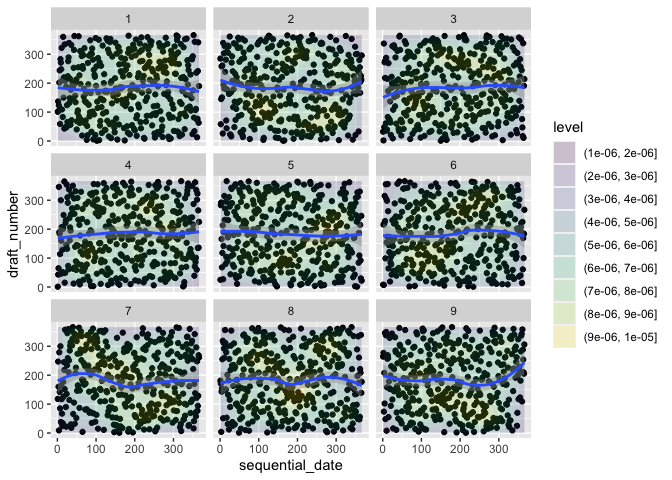 1 2 3
300
200
100
0
4 5 6
300
200
100
0
draft_number
7 8 9
300
200
100
0
0 100 200 300 0 100 200 300 0 100 200 300
sequential_date
level
(1e-06, 2e-06]
(2e-06, 3e-06]
(3e-06, 4e-06]
(4e-06, 5e-06]
(5e-06, 6e-06]
(6e-06, 7e-06]
(7e-06, 8e-06]
(8e-06, 9e-06]
(9e-06, 1e-05]